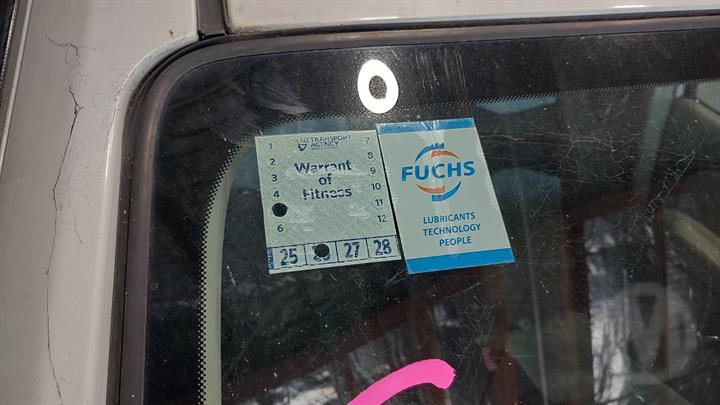 O
NZ TRANSPORT
AGENCY
1 7
2 8
3 9
4 10
11
6 12
Warrant
of
Fitness
25 27 28
FUCHS
LUBRICANTS
TECHNOLOGY
PEOPLE